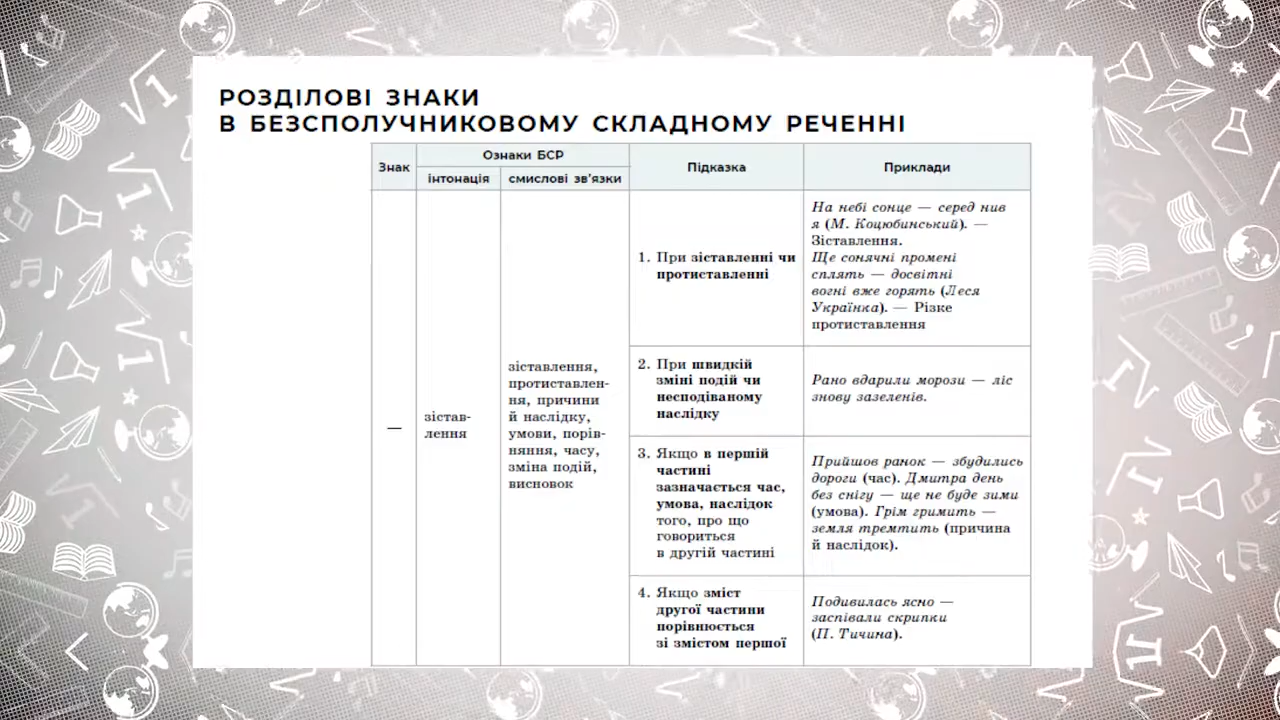 РОЗДІЛОВІ ЗНАКИ
В БЕЗСПОЛУЧНИКОВОМУ СКЛАДНОМУ РЕЧЕННІ
Знак
Ознаки БСР
інтонація
смислові зв’язки
Підказка
Приклади
—
зістав-
лення
зіставлення,
протиставлен-
ня, причини
й наслідку,
умови, порів-
няння, часу,
зміна подій,
висновок
1. При зіставленні чи
протиставленні
На небі сонце — серед нив
я (М. Коцюбинський). —
Зіставлення.
Ще сонячні промені
сплять — досвітні
вогні вже горять (Леся
Українка). — Різке
протиставлення
2. При швидкій
зміні подій чи
несподіваному
наслідку
Рано вдарили морози — ліс
знову зазеленів.
3. Якщо в першій
частині
зазначається час,
умова, наслідок
того, про що
говориться
в другій частині
Прийшов ранок — збудились
дороги (час). Дмитра день
без снігу — ще не буде зими
(умова). Грім гримить —
земля тремтить (причина
й наслідок).
4. Якщо зміст
другої частини
порівнюється
зі змістом першої
Подивилась ясно —
заспівали скрипки
(П. Тичина).